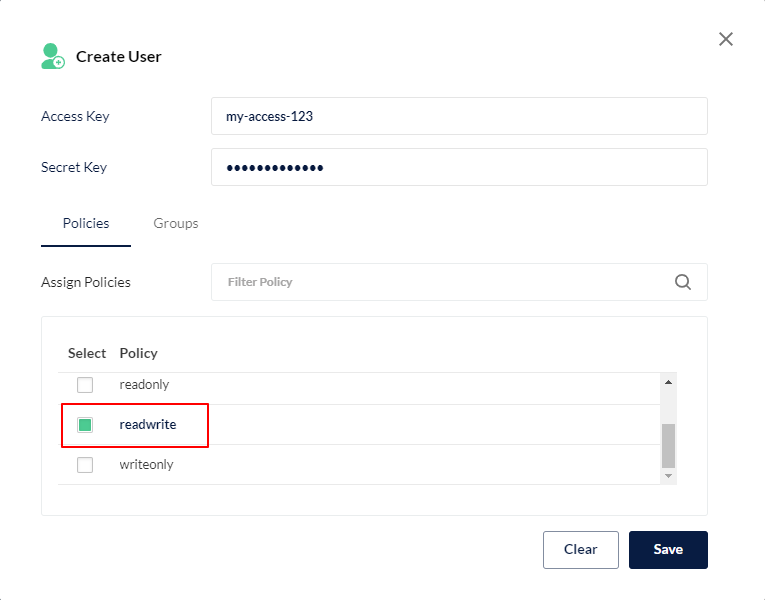 Create User
Access Key
my-access-123
Secret Key
•••••••••••••
Policies Groups
Assign Policies
Filter Policy
Select Policy
readonly
readwrite
writeonly
Clear
Save